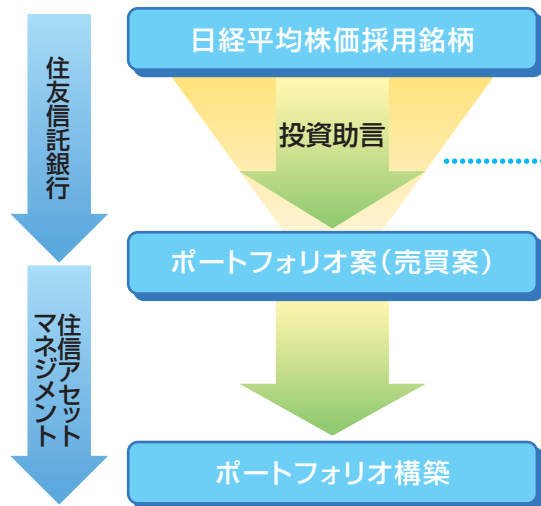 日経平均株価採用銘柄
住友信託銀行
投資助言
ポートフォリオ案(売買案)
住信アセット
マネジメント
ポートフォリオ構築